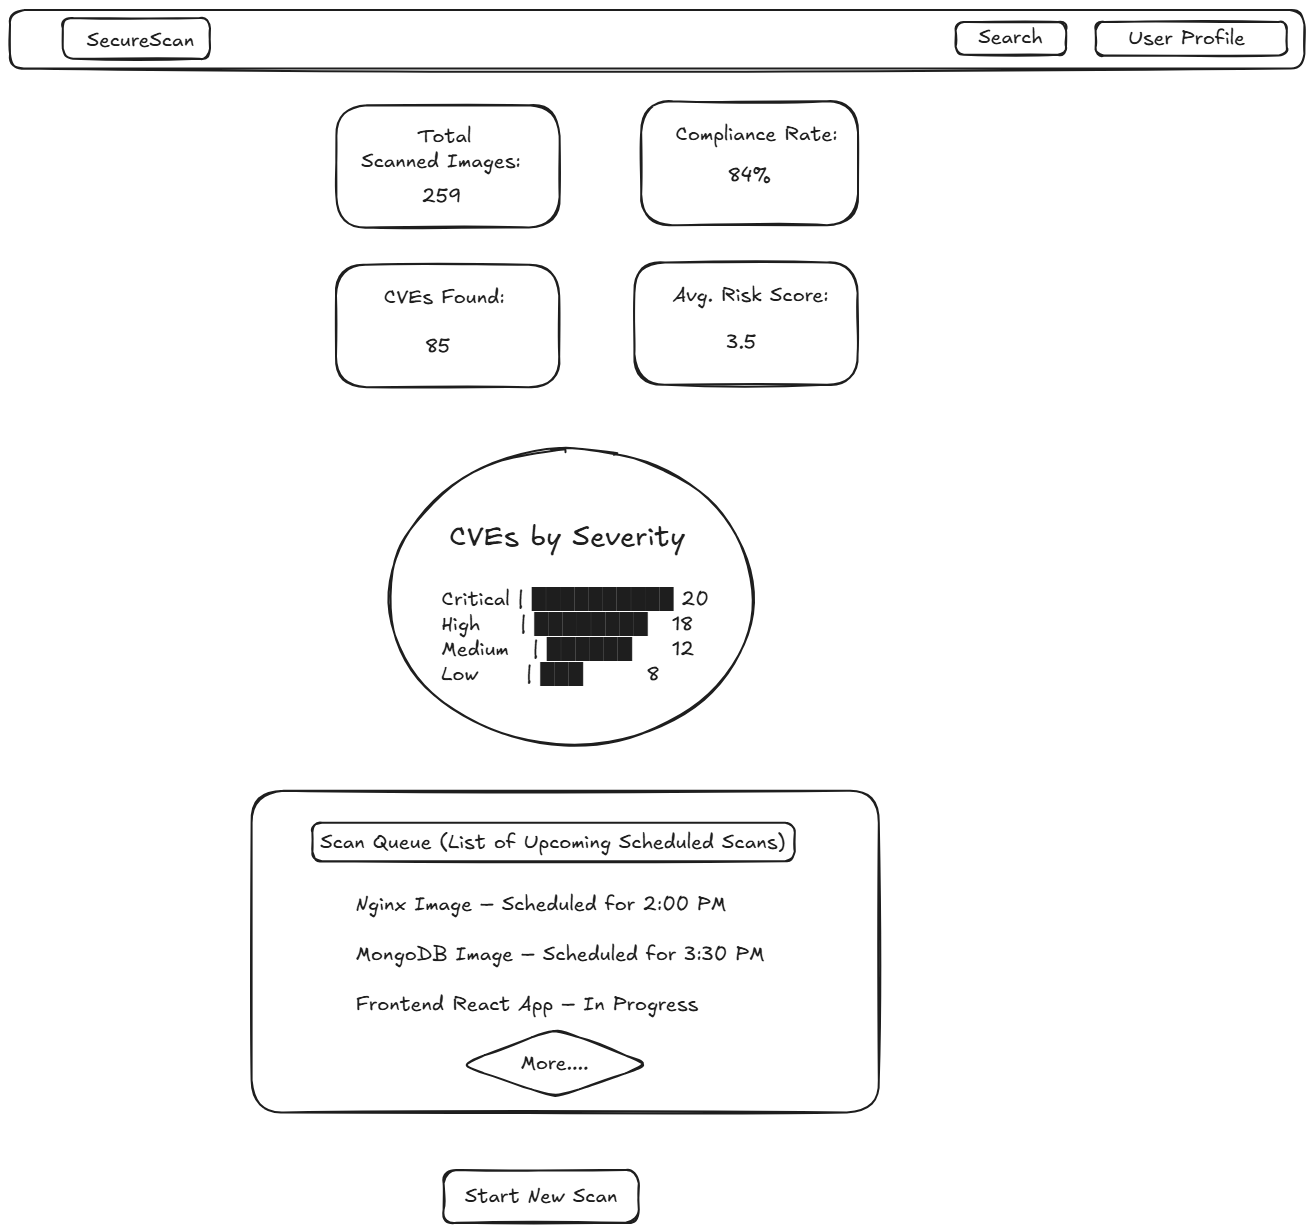 SecureScan
Search
User Profile
Total
Scanned Images:
259
Compliance Rate:
84%
CVEs Found:
85
Avg. Risk Score:
3.5
CVEs by Severity
Critical | ██████████ 20
High | ████████ 18
Medium | ██████ 12
Low | ███ 8
Scan Queue (List of Upcoming Scheduled Scans)
Nginx Image – Scheduled for 2:00 PM
MongoDB Image – Scheduled for 3:30 PM
Frontend React App – In Progress
More....
Start New Scan